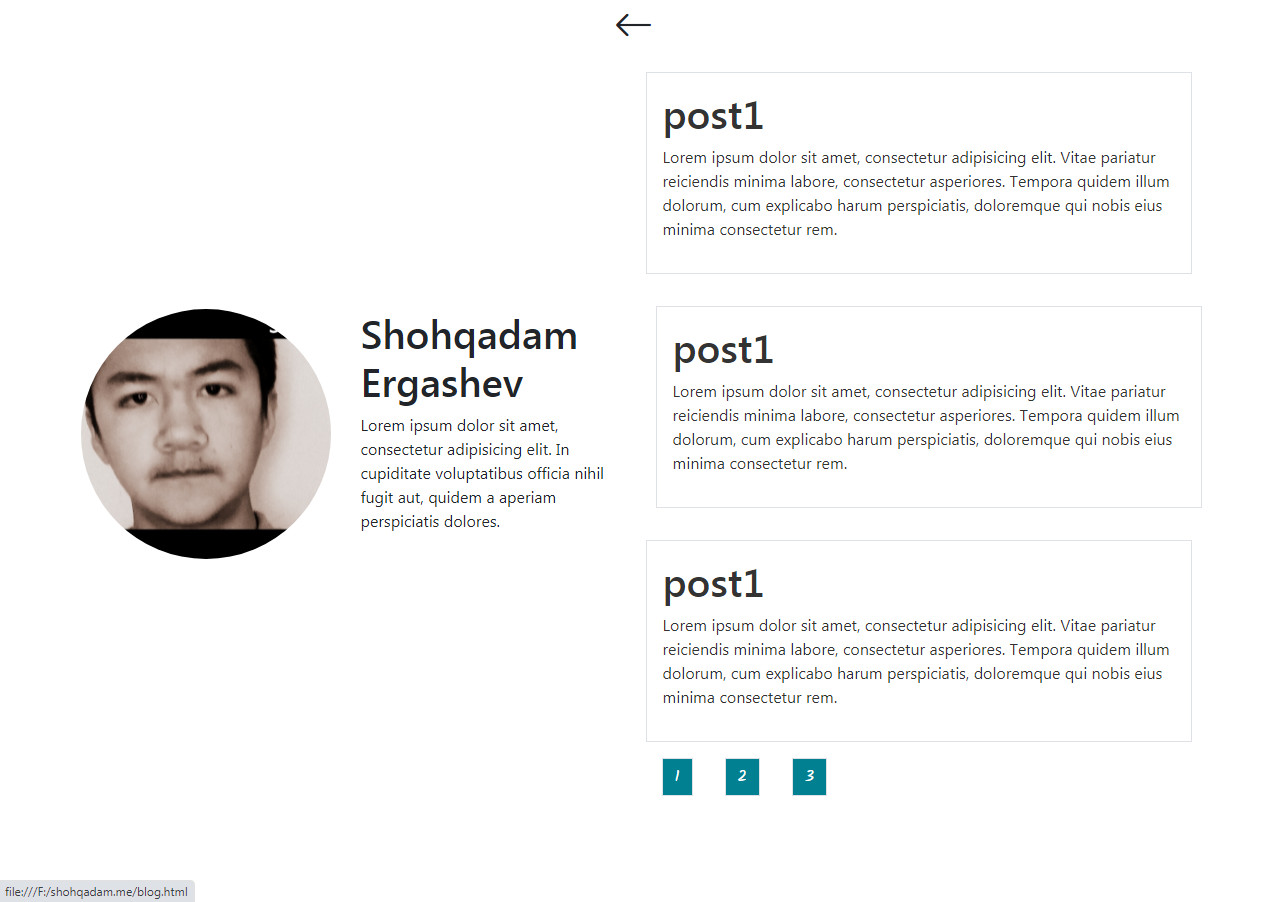 post1
Lorem ipsum dolor sit amet, consectetur adipisicing elit. Vitae pariatur
reiciendis minima labore, consectetur asperiores. Tempora quidem illum
dolorum, cum explicabo harum perspiciatis, doloremque qui nobis eius
minima consectetur rem.
Shohqadam
Ergashev
Lorem ipsum dolor sit amet,
consectetur adipisicing elit. In
cupiditate voluptatibus officia nihil
fugit aut, quidem a aperiam
perspiciatis dolores.
post1
Lorem ipsum dolor sit amet, consectetur adipisicing elit. Vitae pariatur
reiciendis minima labore, consectetur asperiores. Tempora quidem illum
dolorum, cum explicabo harum perspiciatis, doloremque qui nobis eius
minima consectetur rem.
post1
Lorem ipsum dolor sit amet, consectetur adipisicing elit. Vitae pariatur
reiciendis minima labore, consectetur asperiores. Tempora quidem illum
dolorum, cum explicabo harum perspiciatis, doloremque qui nobis eius
minima consectetur rem.
1 2 3
file:///F:/shohqadam.me/blog.html